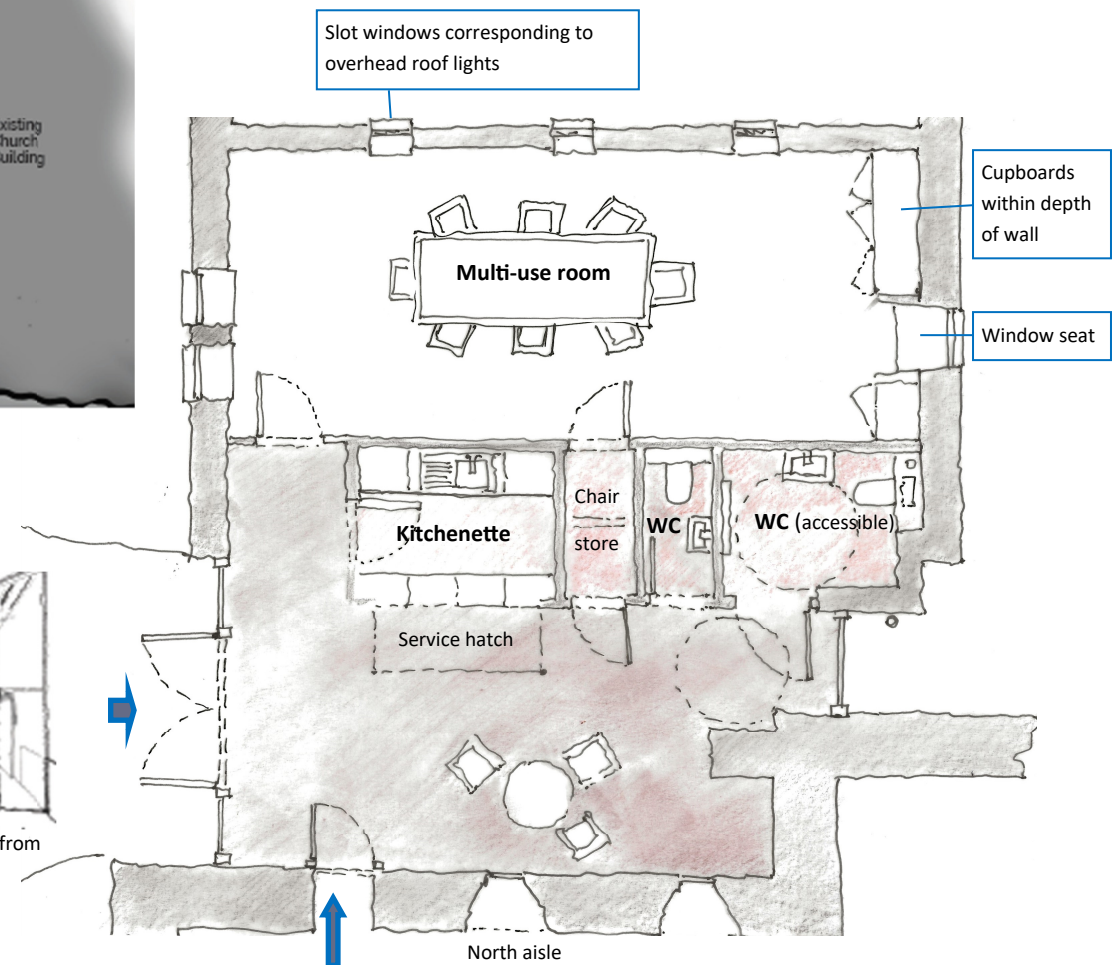 Slot windows corresponding to
overhead roof lights
xisting
hurch
uilding
Cupboards
within depth
of wall
Multi-use room
Window seat
Chair
store
Kitchenette
WC
WC (accessible)
Service hatch
from
North aisle